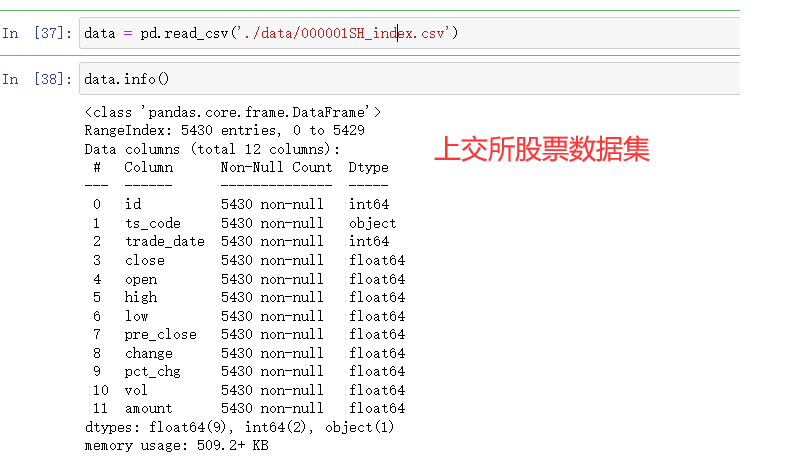 In [37]: data = pd.read_csv('./data/000001SH_index.csv')
In [38]: data.info()
<class 'pandas.core.frame.DataFrame'>
RangeIndex: 5430 entries, 0 to 5429
Data columns (total 12 columns):
上交所股票数据集
# Column Non-Null Count Dtype
--- ------ -------------- -----
0 id 5430 non-null int64
1 ts_code 5430 non-null object
2 trade_date 5430 non-null int64
3 close 5430 non-null float64
4 open 5430 non-null float64
5 high 5430 non-null float64
6 low 5430 non-null float64
7 pre_close 5430 non-null float64
8 change 5430 non-null float64
9 pct_chg 5430 non-null float64
10 vol 5430 non-null float64
11 amount 5430 non-null float64
dtypes: float64(9), int64(2), object(1)
memory usage: 509.2+ KB